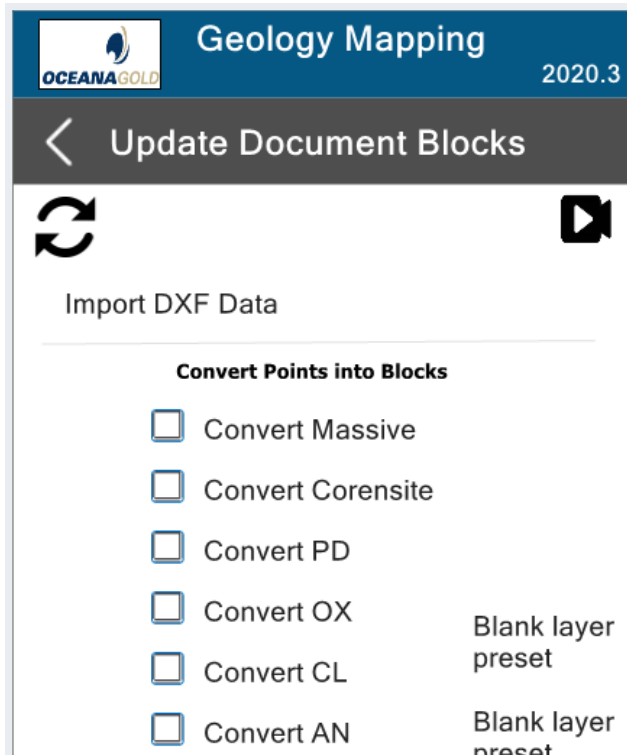 OCEANAGOLD
Geology Mapping
2020.3
Update Document Blocks
Import DXF Data
Convert Points into Blocks
Convert Massive
Convert Corensite
Convert PD
Convert OX
Blank layer
preset
Convert CL
Convert AN
Blank layer
preset